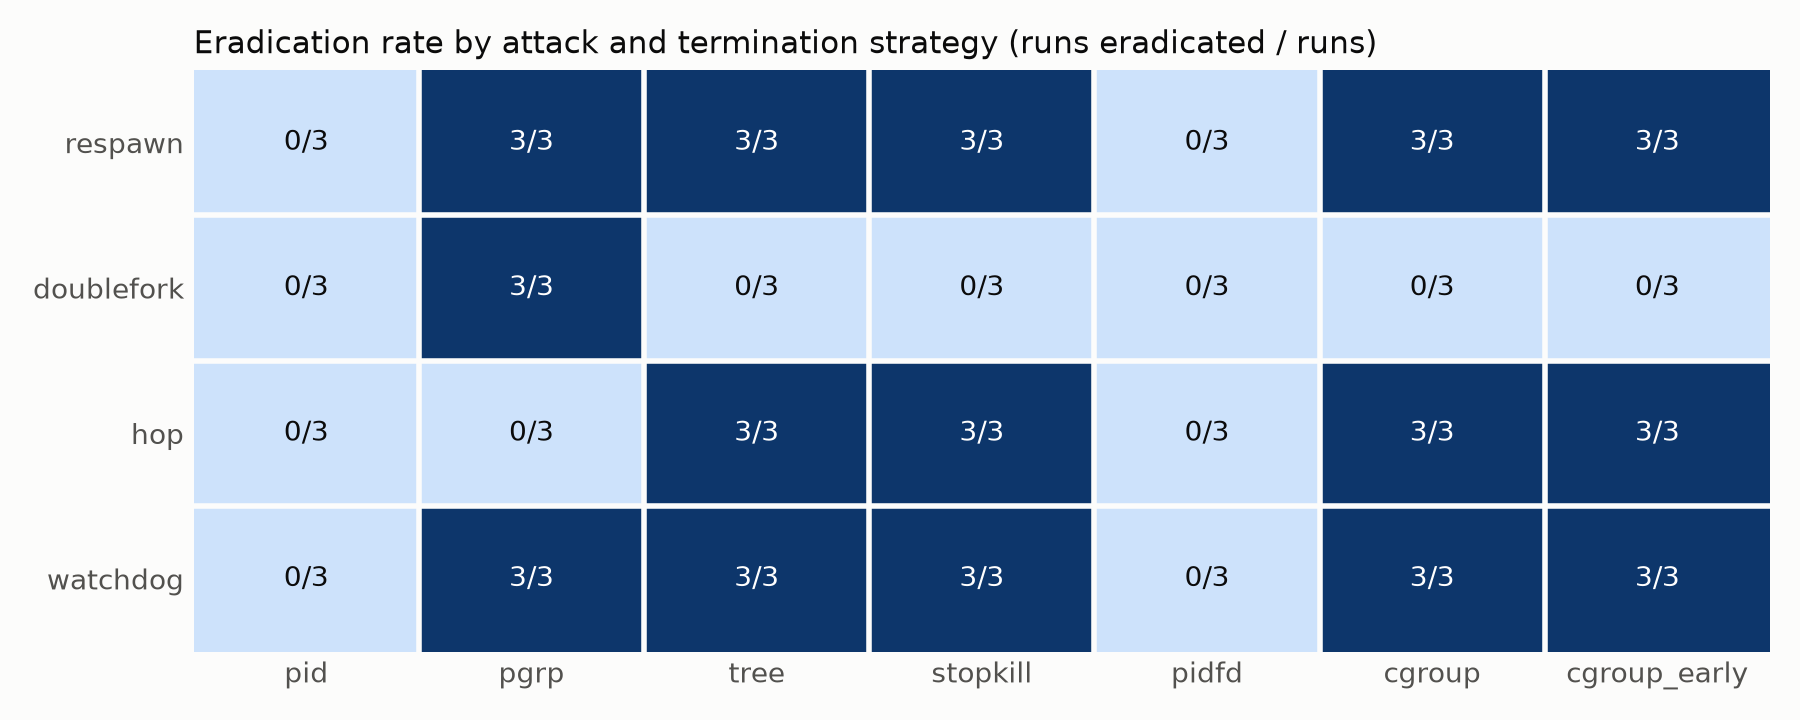 Eradication rate by attack and termination strategy (runs eradicated / runs)
respawn 0/3 3/3 3/3 3/3 0/3 3/3 3/3
doublefork 0/3 3/3 0/3 0/3 0/3 0/3 0/3
hop 0/3 0/3 3/3 3/3 0/3 3/3 3/3
watchdog 0/3 3/3 3/3 3/3 0/3 3/3 3/3
pid pgrp tree stopkill pidfd cgroup cgroup_early